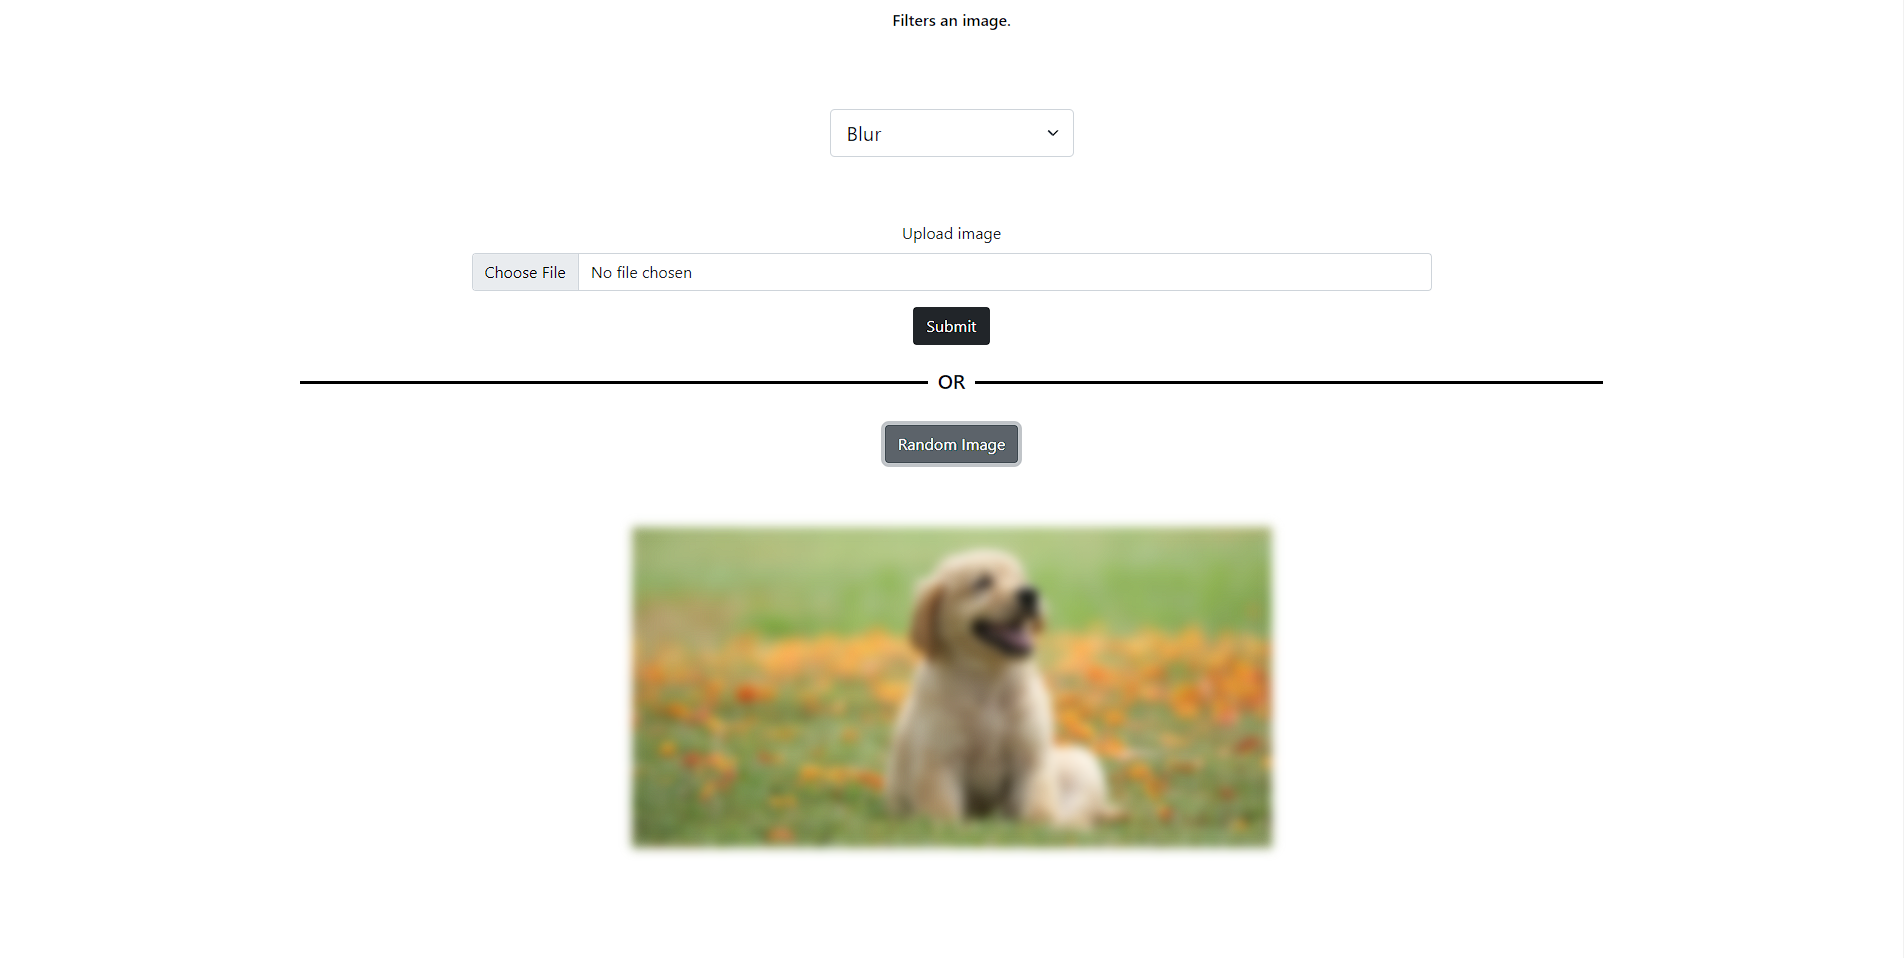 Filters an image.
Blur
Upload image
Choose File No file chosen
Submit
OR
Random Image